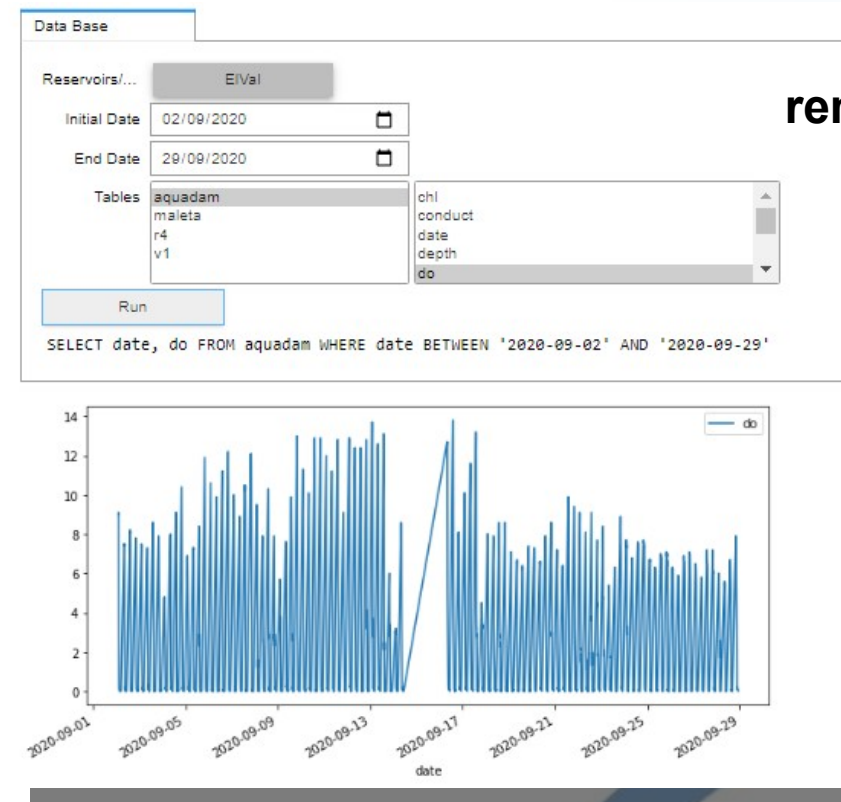 Data Base
Reservoirs/... ElVal
rer
Initial Date 02/09/2020
End Date 29/09/2020
Tables aquadam chl
maleta conduct
r4 date
v1 depth
do
Run
SELECT date, do FROM aquadam WHERE date BETWEEN '2020-09-02' AND '2020-09-29'
14
do
12
10
8
6
4
2
0
2020-09-01 2020-09-05 2020-09-09 2020-09-13 2020-09-17 2020-09-21 2020-09-25 2020-09-29
date